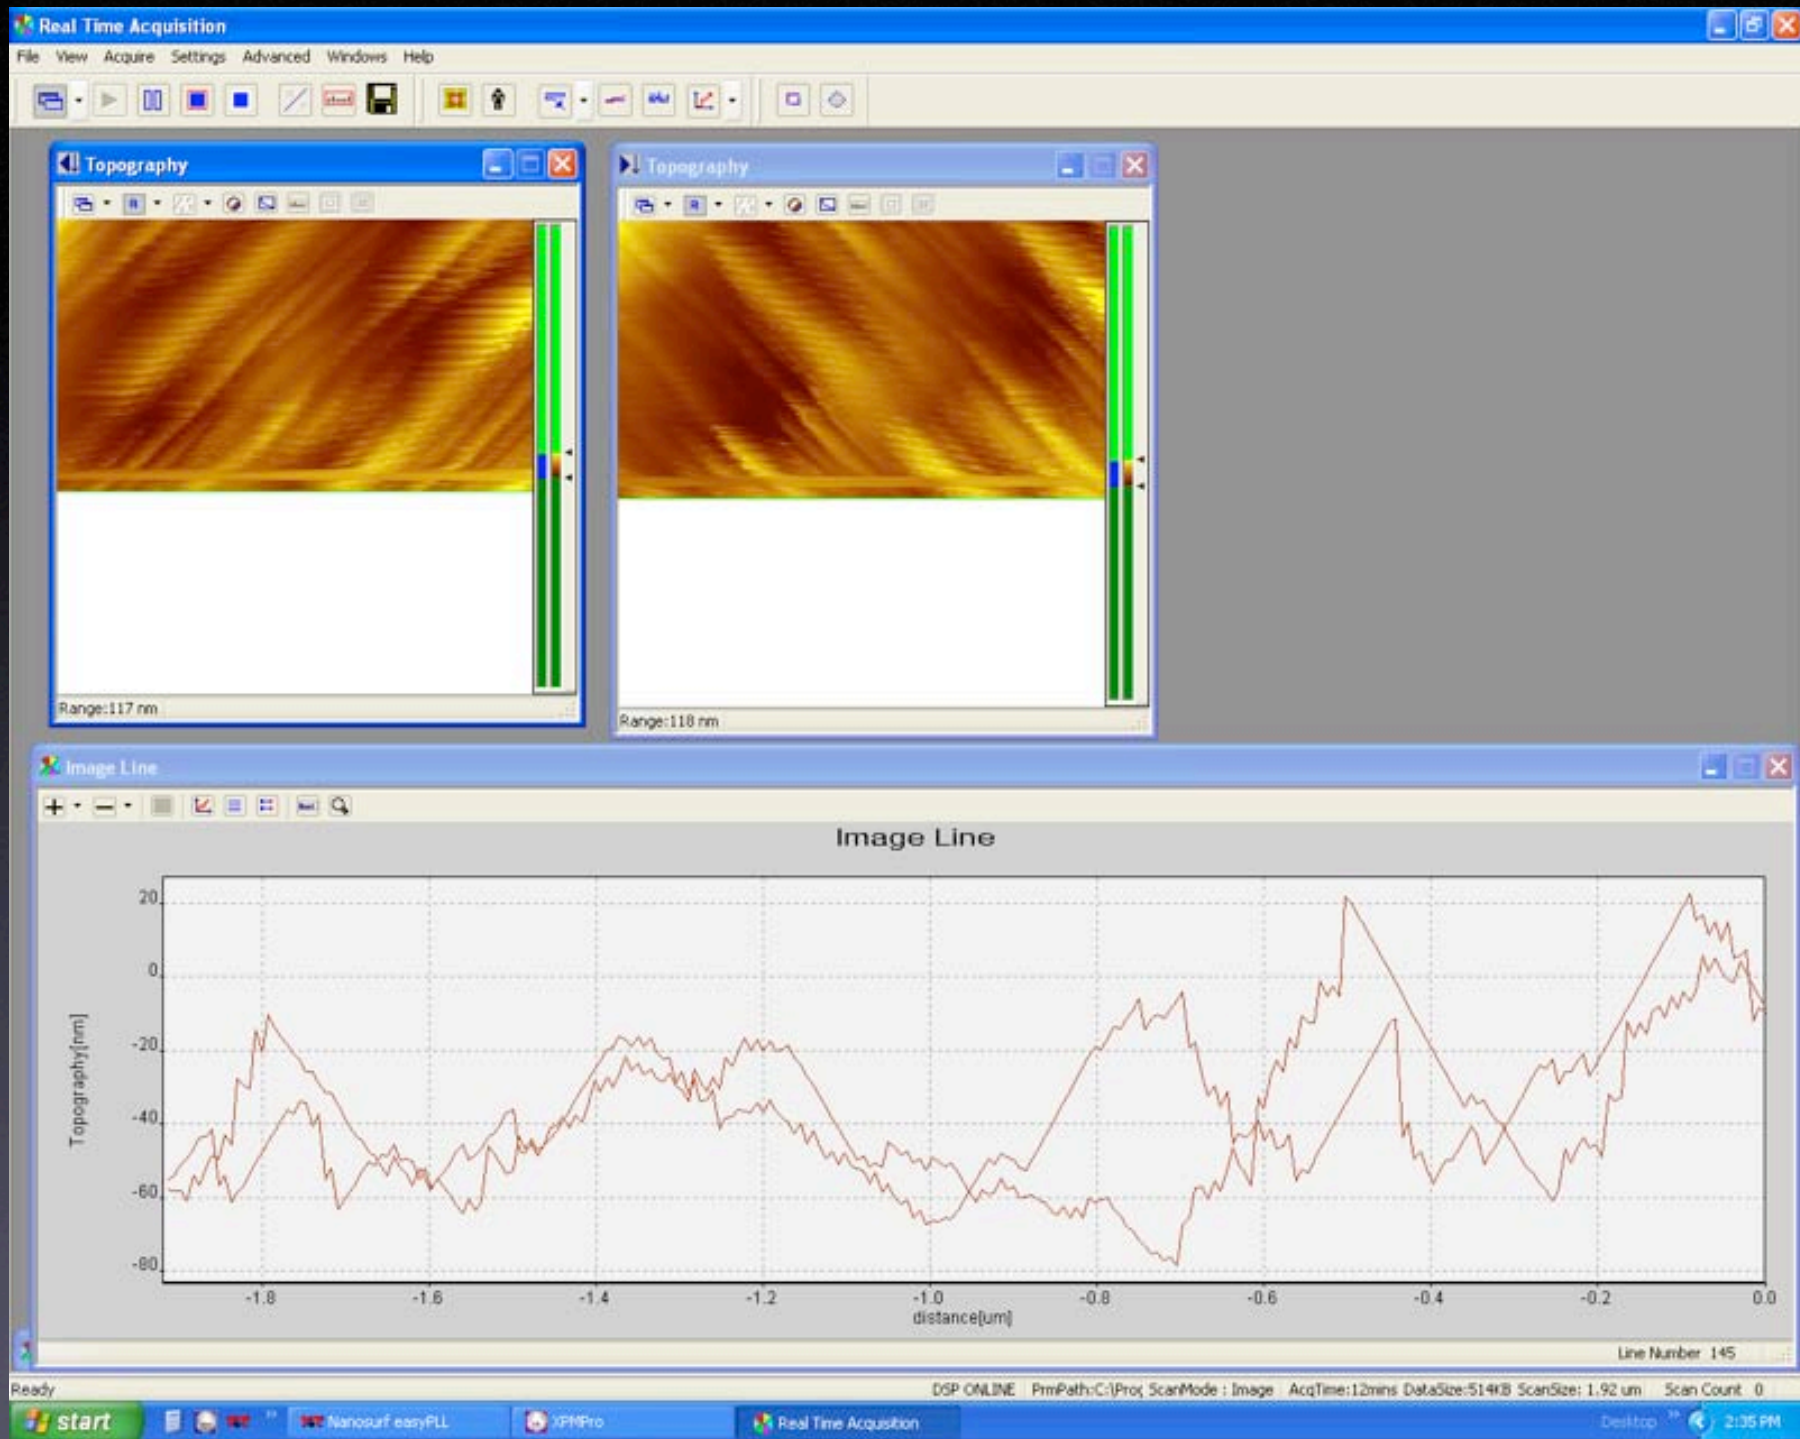 Real Time Acquisition
File View Acquire Settings Advanced Windows Help
Topography
Topography
Range:117 nm
Range:118 nm
Image Line
Image Line
20
0
-20
-40
-60
-80
Topography[nm]
-1.8 -1.6 -1.4 -1.2 -1.0 -0.8 -0.6 -0.4 -0.2 0.0
distance[um]
Line Number 145
Ready DSP ONLINE PrmPath:C:\Proç ScanMode : Image AcqTime:12mins DataSize:514KB ScanSize: 1.92 um Scan Count 0
start Nanosurf easyPLL XPMPro Real Time Acquisition Desktop 2:35 PM